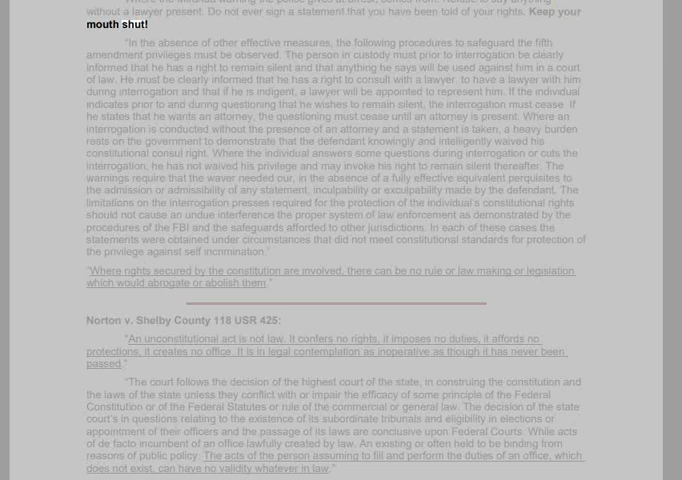 without a lawyer present. Do not ever sign a statement that you have been told of your rights. Keep your
mouth shut!
"In the absence of other effective measures, the following procedures to safeguard the fifth
amendment privileges must be observed. The person in custody must prior to interrogation be clearly
informed that he has a right to remain silent and that anything he says will be used against him in a court
of law. He must be clearly informed that he has a right to consult with a lawyer. to have a lawyer with him
during interrogation and that if he is indigent, a lawyer will be appointed to represent him. If the individual
indicates prior to and during questioning that he wishes to remain silent, the interrogation must cease. If
he states that he wants an attorney, the questioning must cease until an attorney is present. Where an
interrogation is conducted without the presence of an attorney and a statement is taken, a heavy burden
rests on the government to demonstrate that the defendant knowingly and intelligently waived his
constitutional consul right. Where the individual answers some questions during interrogation or cuts the
interrogation, he has not waived his privilege and may invoke his right to remain silent thereafter. The
warnings require that the waver needed our, in the absence of a fully effective equivalent perquisites to
the admission or admissibility of any statement, inculpability or exculpability made by the defendant. The
limitations on the interrogation presses required for the protection of the individual's constitutional rights
should not cause an undue interference the proper system of law enforcement as demonstrated by the
procedures of the FBI and the safeguards afforded to other jurisdictions. In each of these cases the
statements were obtained under circumstances that did not meet constitutional standards for protection of
the privilege against self incrimination."
"Where rights secured by the constitution are involved, there can be no rule or law making or legislation
which would abrogate or abolish them."
Norton v. Shelby County 118 USR 425:
"An unconstitutional act is not law. It confers no rights, it imposes no duties, it affords no
protections, it creates no office. It is in legal contemplation as inoperative as though it has never been
passed."
"The court follows the decision of the highest court of the state, in construing the constitution and
the laws of the state unless they conflict with or impair the efficacy of some principle of the Federal
Constitution or of the Federal Statutes or rule of the commercial or general law. The decision of the state
court's in questions relating to the existence of its subordinate tribunals and eligibility in elections or
appointment of their officers and the passage of its laws are conclusive upon Federal Courts. While acts
of de facto incumbent of an office lawfully created by law. An existing or often held to be binding from
reasons of public policy. The acts of the person assuming to fill and perform the duties of an office, which
does not exist, can have no validity whatever in law."